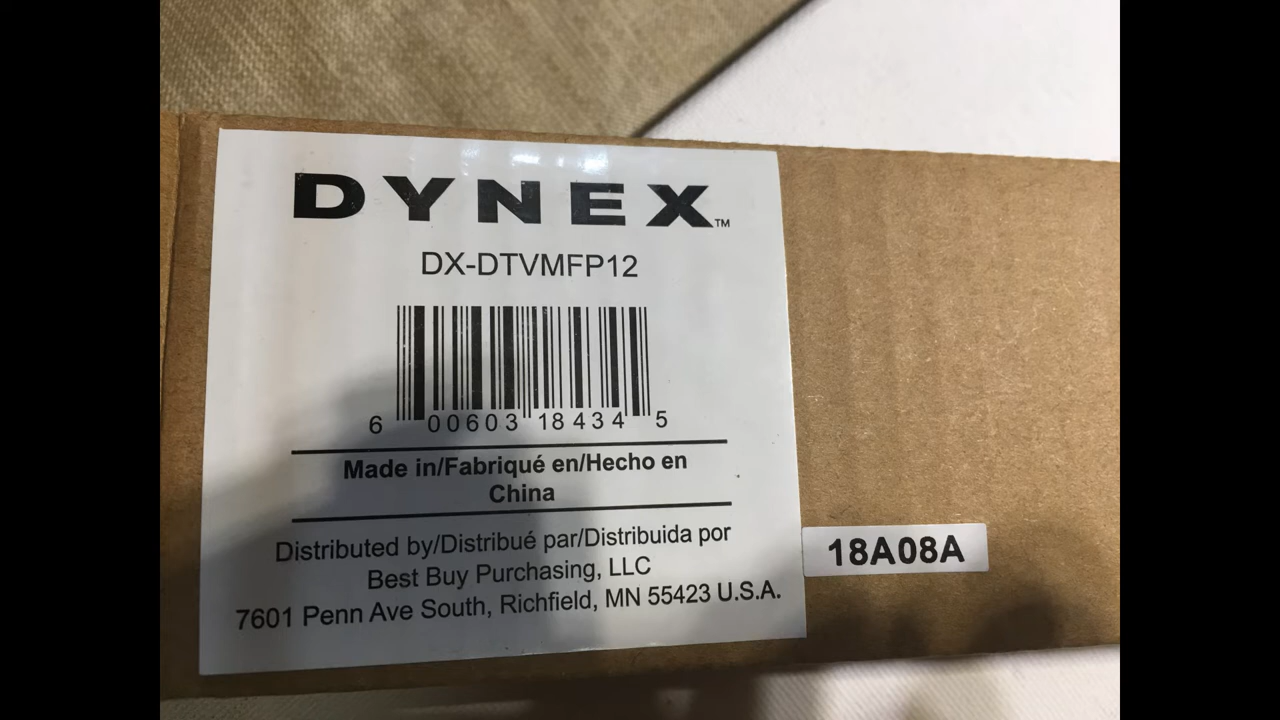 DYNEX™
DX-DTVMFP12
6 00603 18434 5
Made in/Fabriqué en/Hecho en
China
Distributed by/Distribué par/Distribuida por
Best Buy Purchasing, LLC
7601 Penn Ave South, Richfield, MN 55423 U.S.A.
18A08A